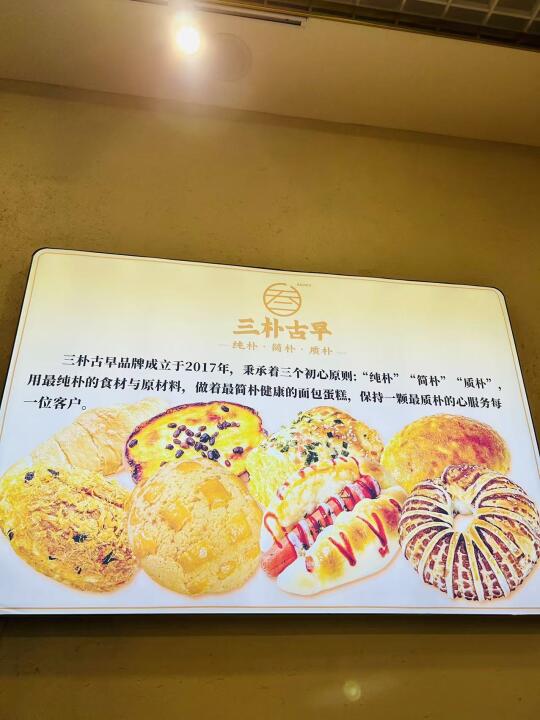 三朴古早
纯朴·简朴·质朴
三朴古早品牌成立于2017年，秉承着三个初心原则：“纯朴”“简朴”“质朴”，
用最纯朴的食材与原材料，做着最简朴健康的面包蛋糕，保持一颗最质朴的心服务每
一位客户。